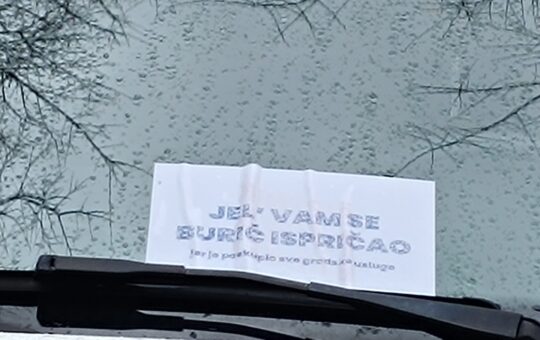 JEL' VAM SE
BURIĆ ISPRIČAO
jer je poskupio sve gradske usluge